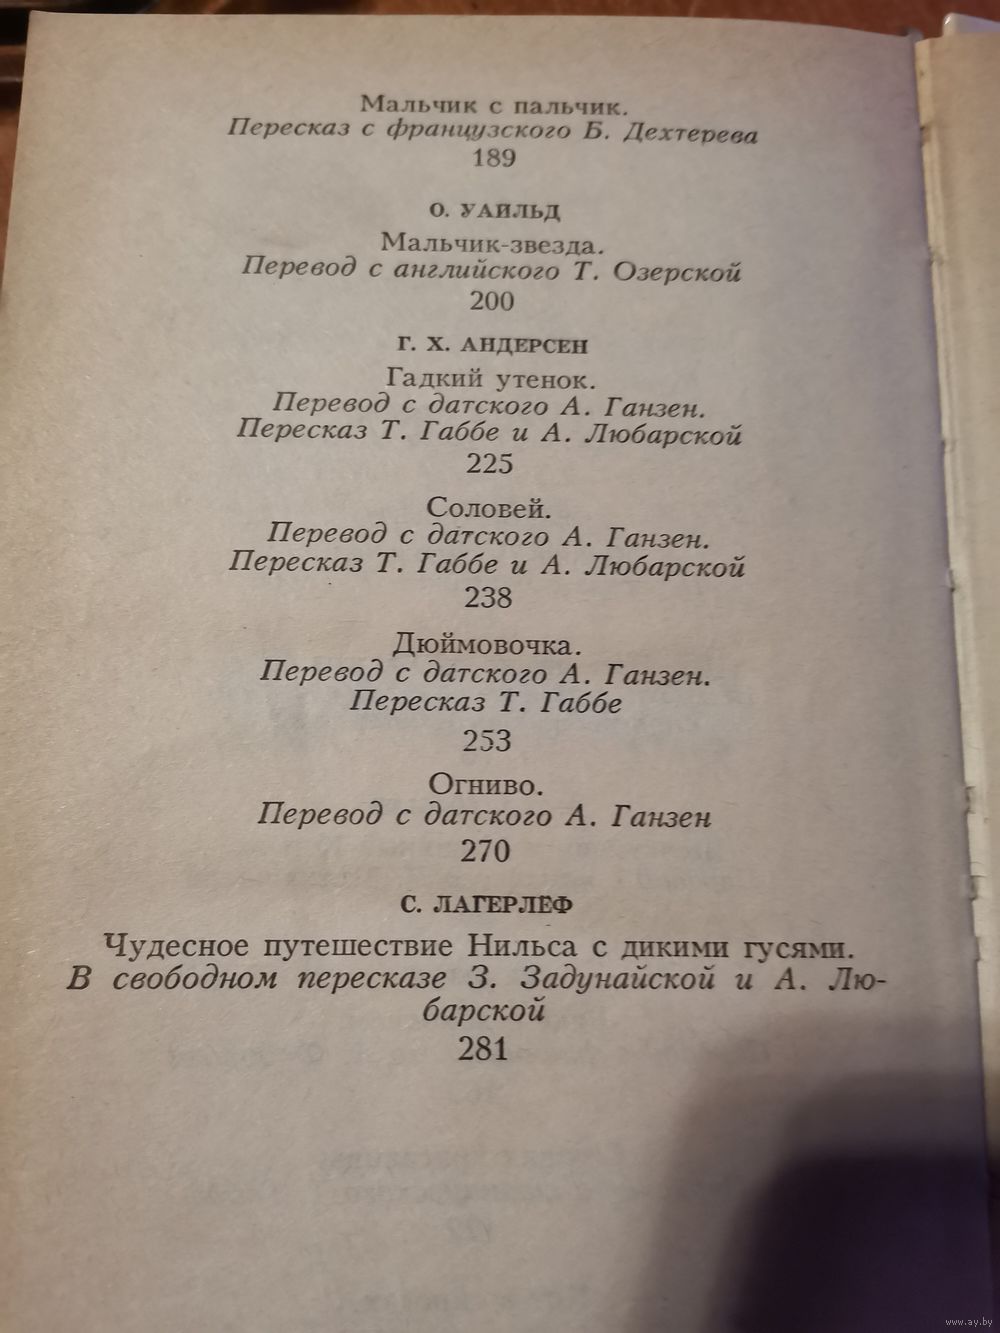 Мальчик с пальчик.
Пересказ с французского Б. Дехтерева
189
О. УАЙЛЬД
Мальчик-звезда.
Перевод с английского Т. Озерской
200
Г. Х. АНДЕРСЕН
Гадкий утенок.
Перевод с датского А. Ганзен.
Пересказ Т. Габбе и А. Любарской
225
Соловей.
Перевод с датского А. Ганзен.
Пересказ Т. Габбе и А. Любарской
238
Дюймовочка.
Перевод с датского А. Ганзен.
Пересказ Т. Габбе
253
Огниво.
Перевод с датского А. Ганзен
270
С. ЛАГЕРЛЕФ
Чудесное путешествие Нильса с дикими гусями.
В свободном пересказе З. Задунайской и А. Лю-
барской
281
www.ay.by